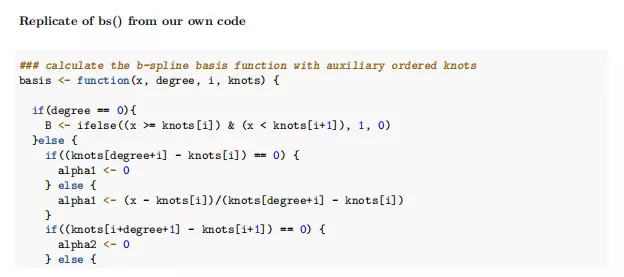 Replicate of bs() from our own code
### calculate the b-spline basis function with auxiliary ordered knots
basis <- function(x, degree, i, knots) {
if(degree == 0){
B <- ifelse((x >= knots[i]) & (x < knots[i+1]), 1, 0)
}else {
if((knots[degree+i] - knots[i]) == 0) {
alpha1 <- 0
} else {
alpha1 <- (x - knots[i])/(knots[degree+i] - knots[i])
}
if((knots[i+degree+1] - knots[i+1]) == 0) {
alpha2 <- 0
} else {